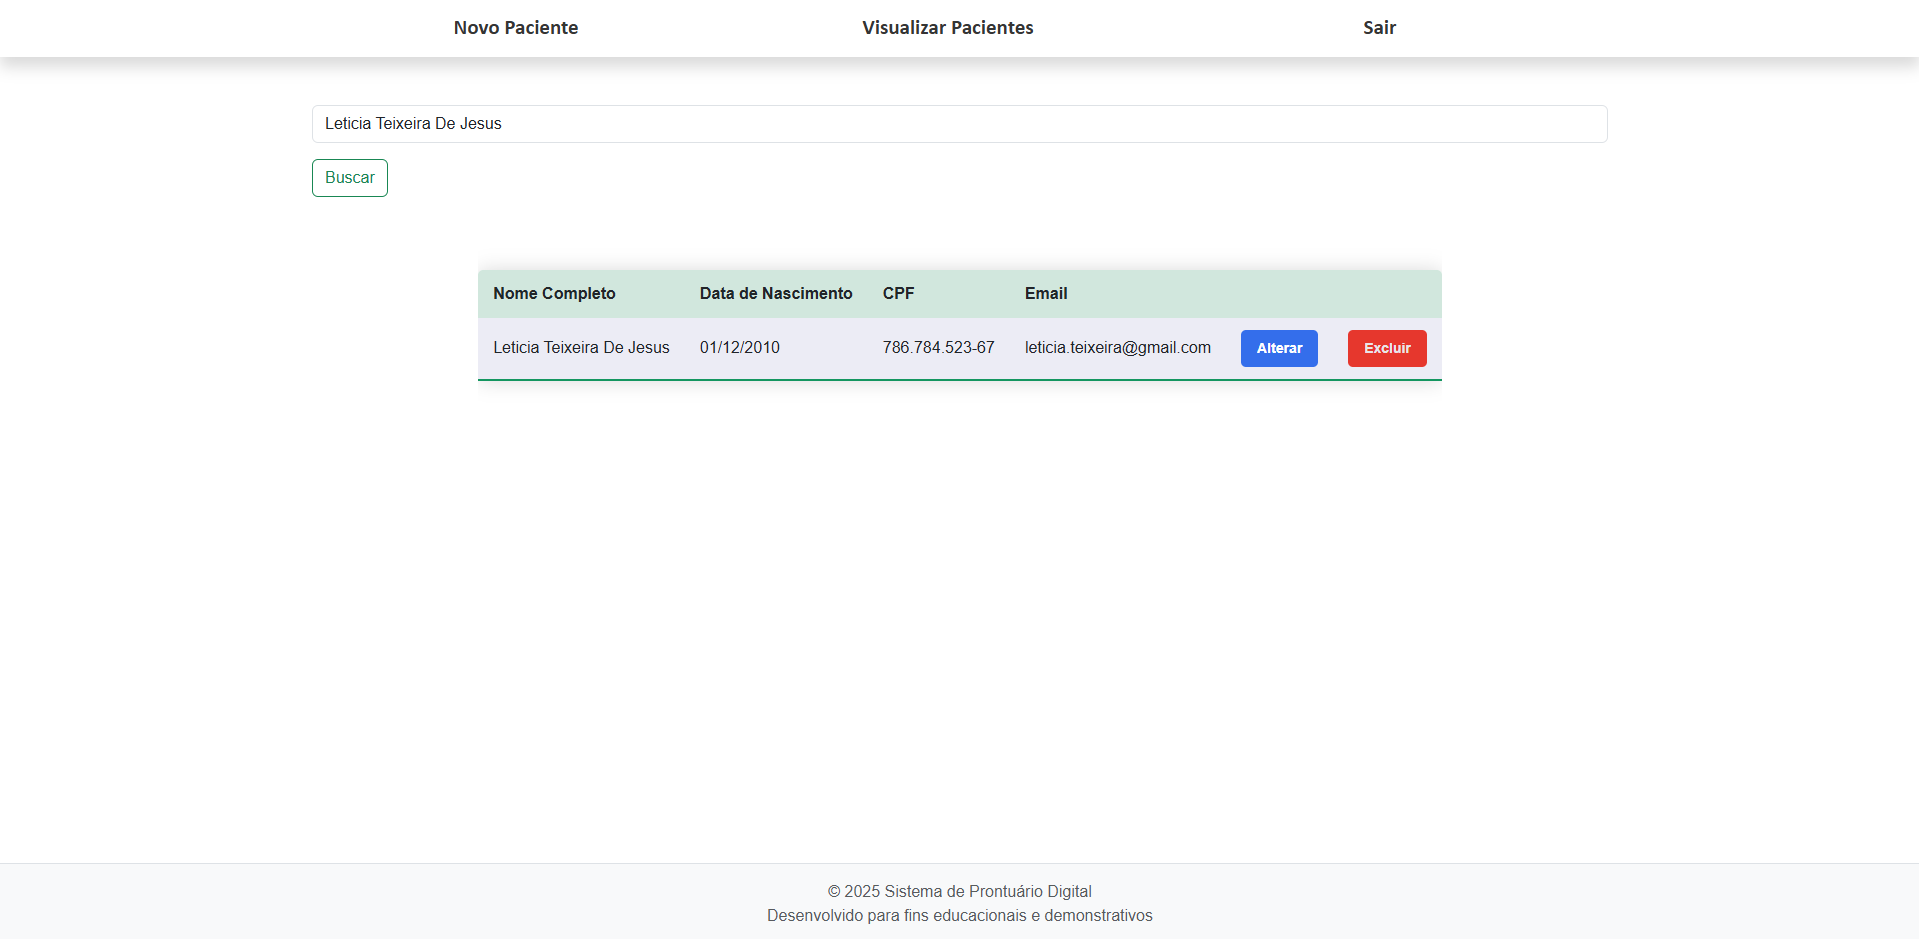 Novo Paciente Visualizar Pacientes Sair
Leticia Teixeira De Jesus
Buscar
Nome Completo Data de Nascimento CPF Email
Leticia Teixeira De Jesus 01/12/2010 786.784.523-67 leticia.teixeira@gmail.com Alterar Excluir
© 2025 Sistema de Prontuário Digital
Desenvolvido para fins educacionais e demonstrativos